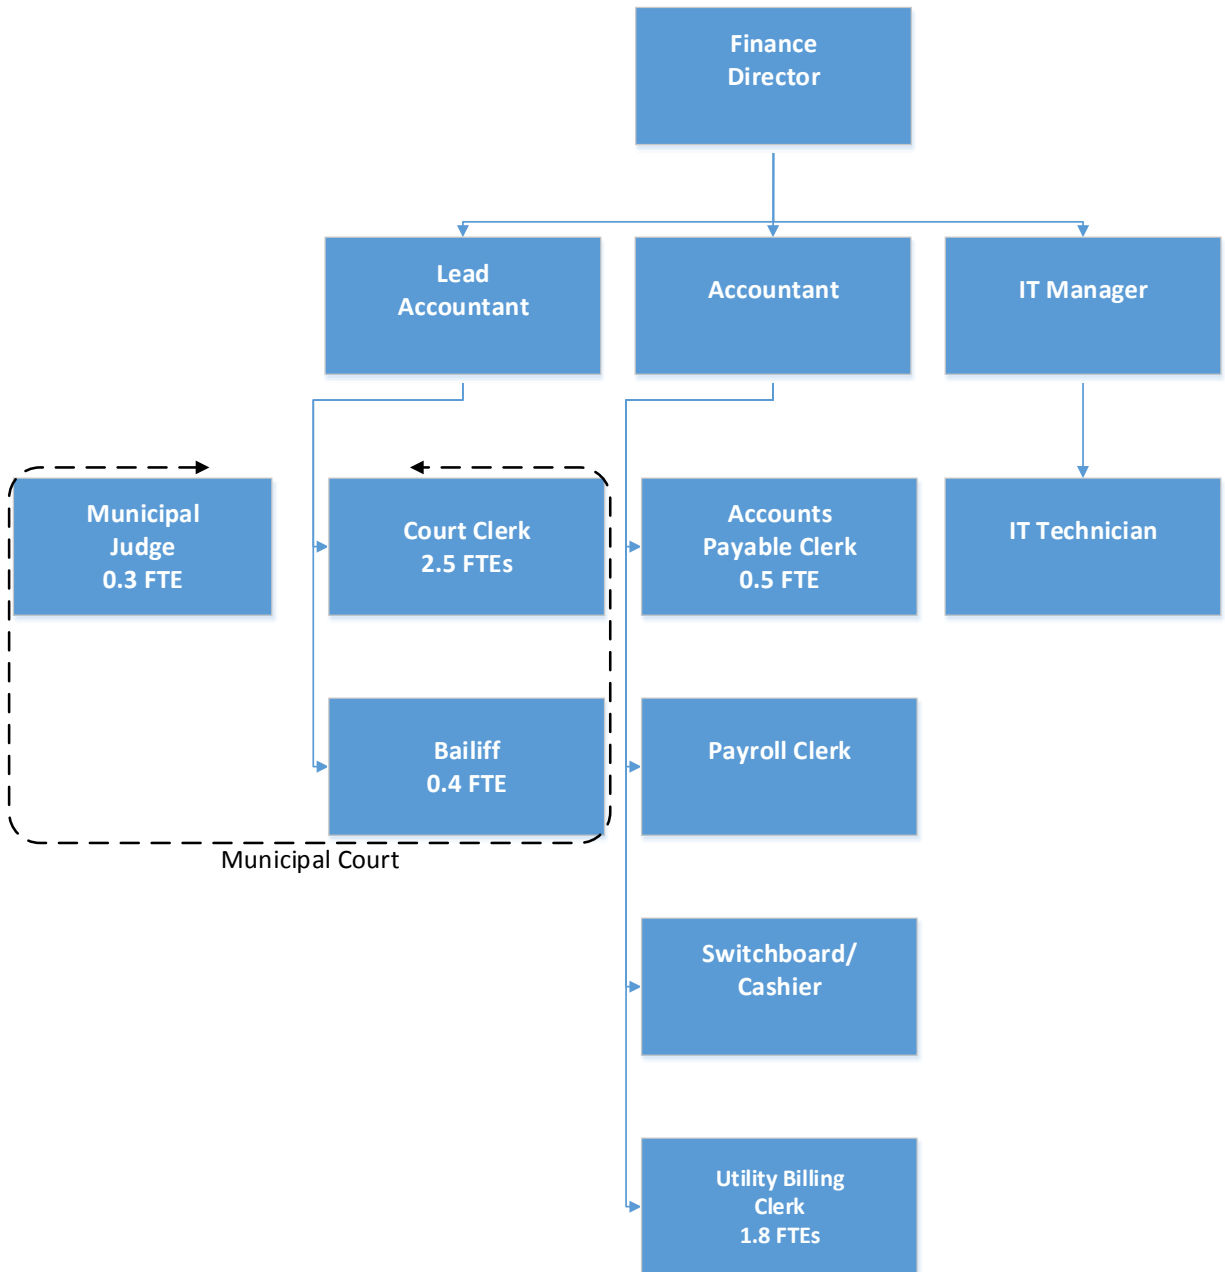 Finance
Director
Lead
Accountant
Accountant
IT Manager
Municipal
Judge
0.3 FTE
Court Clerk
2.5 FTEs
Accounts
Payable Clerk
0.5 FTE
IT Technician
Bailiff
0.4 FTE
Payroll Clerk
Municipal Court
Switchboard/
Cashier
Utility Billing
Clerk
1.8 FTEs